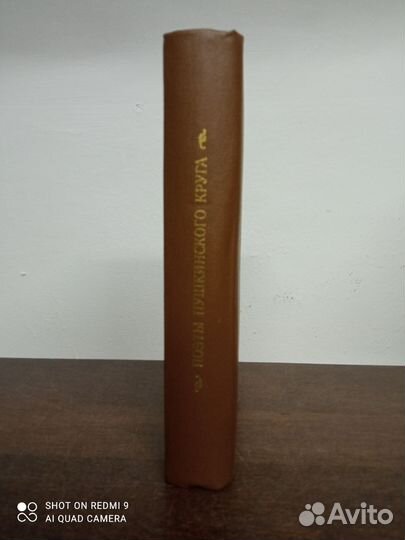 ПОЭТЫ ПУШКИНСКОГО КРУГА
SHOT ON REDMI 9
AI QUAD CAMERA
Avito